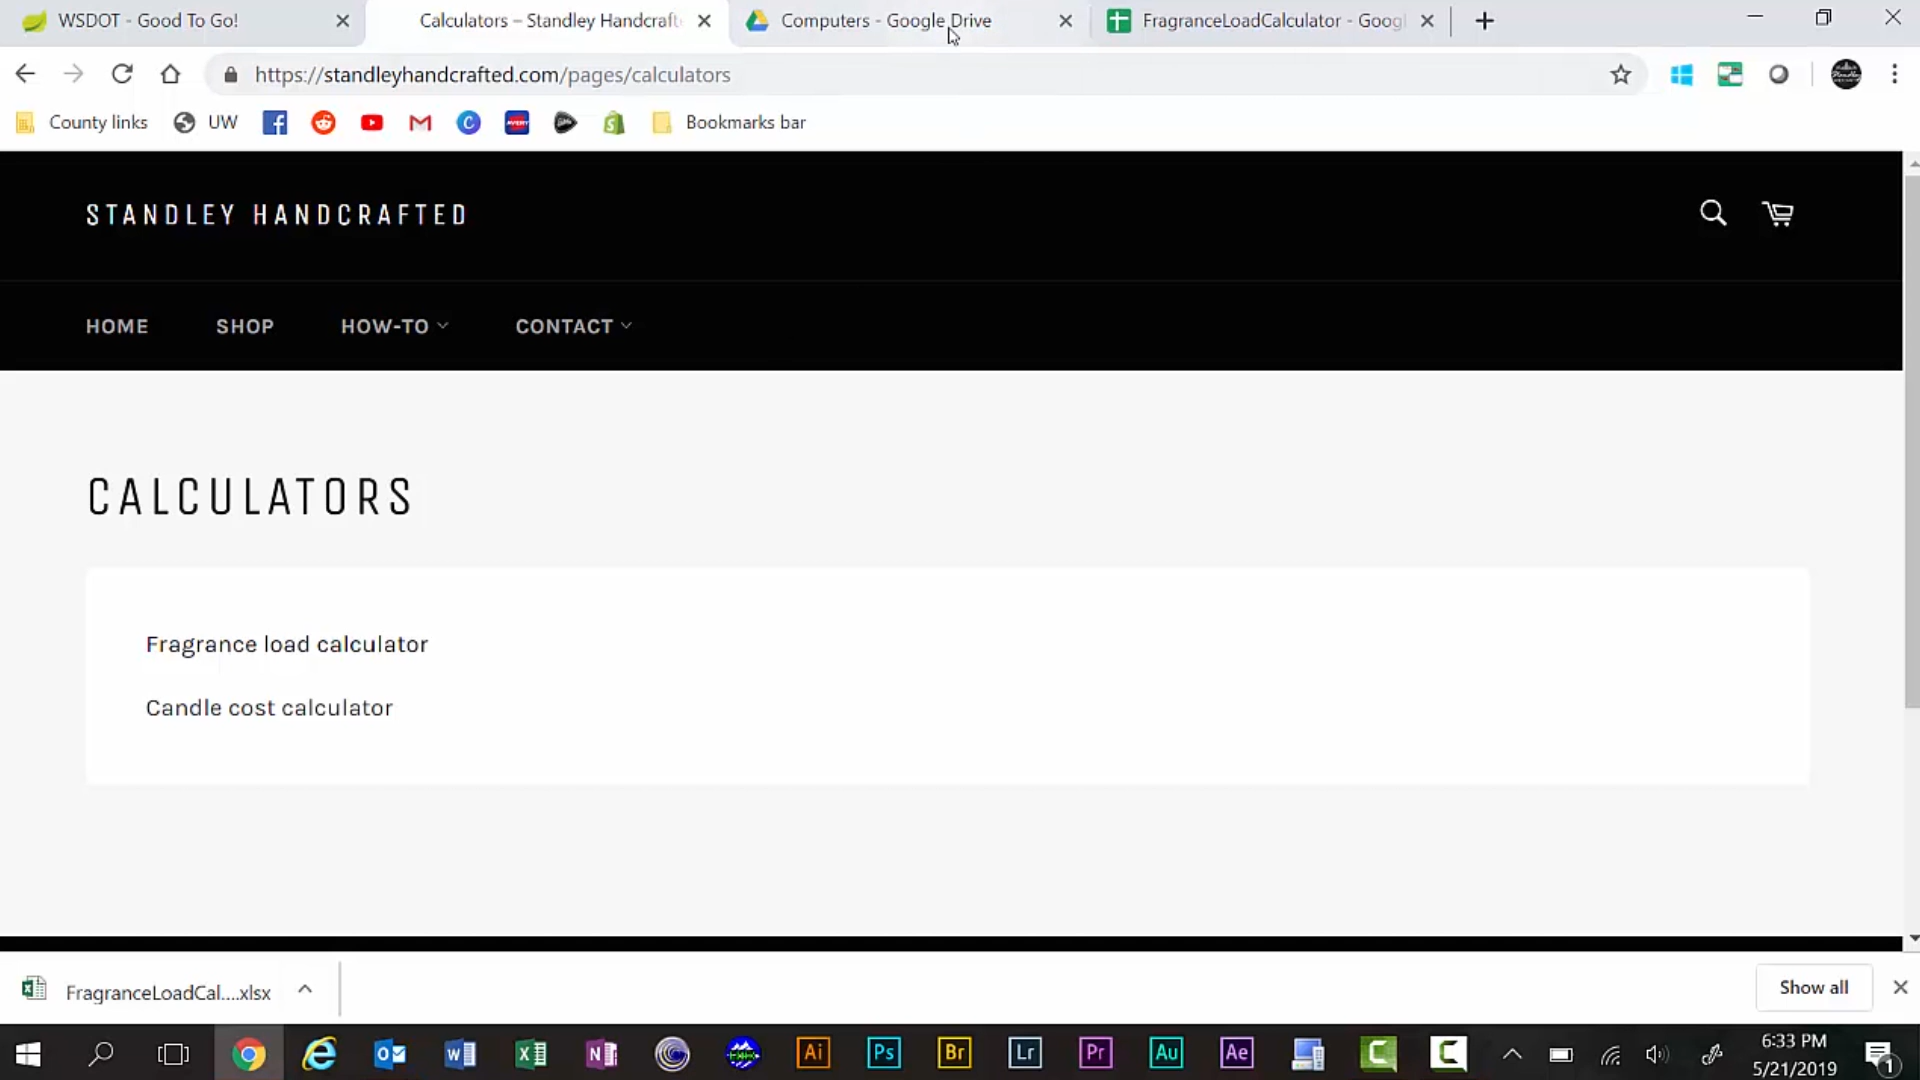 WSDOT - Good To Go!
Calculators – Standley Handcraft
Computers - Google Drive
FragranceLoadCalculator - Googl
https://standleyhandcrafted.com/pages/calculators
County links
UW
Bookmarks bar
STANDLEY HANDCRAFTED
HOME
SHOP
HOW-TO
CONTACT
CALCULATORS
Fragrance load calculator
Candle cost calculator
FragranceLoadCal....xlsx
Show all
Ai
Ps
Br
Lr
Pr
Au
Ae
6:33 PM
5/21/2019
1